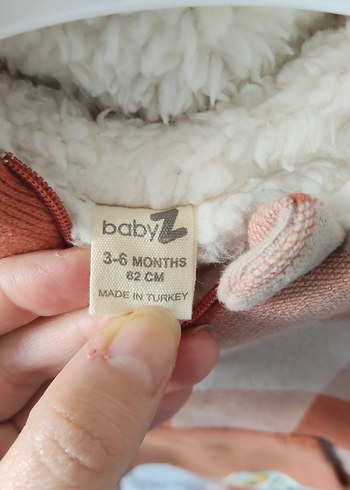 babyZ
3-6 MONTHS
62 CM
MADE IN TURKEY